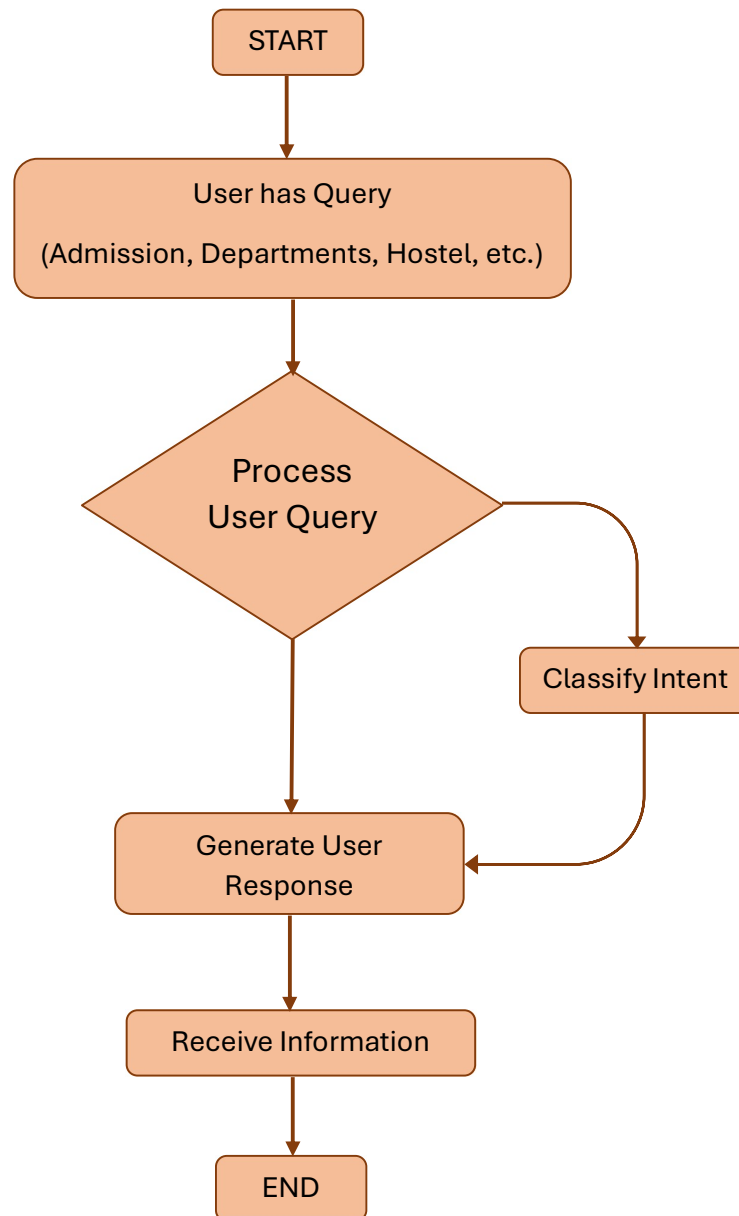 START
User has Query
(Admission, Departments, Hostel, etc.)
Process
User Query
Classify Intent
Generate User
Response
Receive Information
END